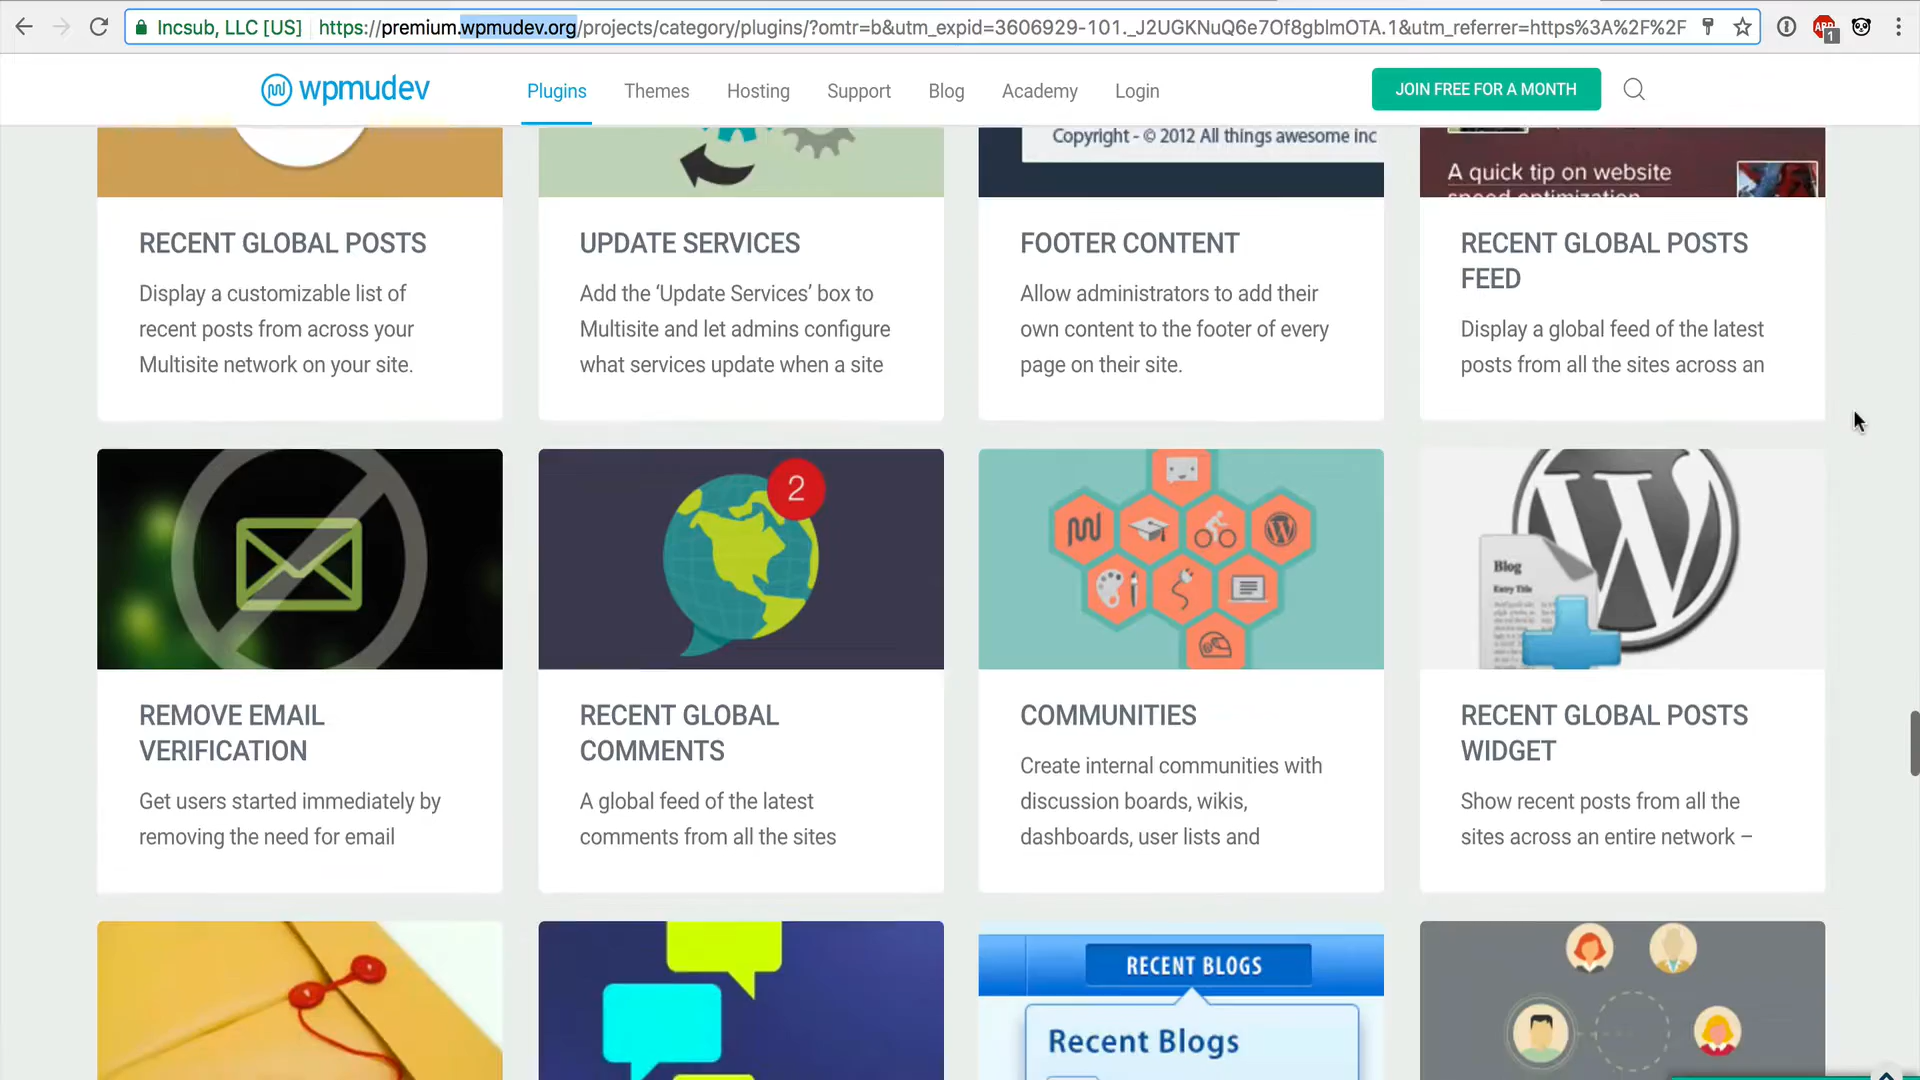 Incsub, LLC [US]
https://premium.wpmudev.org/projects/category/plugins/?omtr=b&utm_expid=3606929-101._J2UGKNuQ6e7Of8gblmOTA.1&utm_referrer=https%3A%2F%2F
1
wpmudev
Plugins
Themes
Hosting
Support
Blog
Academy
Login
JOIN FREE FOR A MONTH
Copyright - © 2012 All things awesome inc
A quick tip on website
speed optimization
RECENT GLOBAL POSTS
Display a customizable list of
recent posts from across your
Multisite network on your site.
UPDATE SERVICES
Add the ‘Update Services’ box to
Multisite and let admins configure
what services update when a site
FOOTER CONTENT
Allow administrators to add their
own content to the footer of every
page on their site.
RECENT GLOBAL POSTS
FEED
Display a global feed of the latest
posts from all the sites across an
2
Blog
Entry Title
REMOVE EMAIL
VERIFICATION
Get users started immediately by
removing the need for email
RECENT GLOBAL
COMMENTS
A global feed of the latest
comments from all the sites
COMMUNITIES
Create internal communities with
discussion boards, wikis,
dashboards, user lists and
RECENT GLOBAL POSTS
WIDGET
Show recent posts from all the
sites across an entire network –
RECENT BLOGS
Recent Blogs